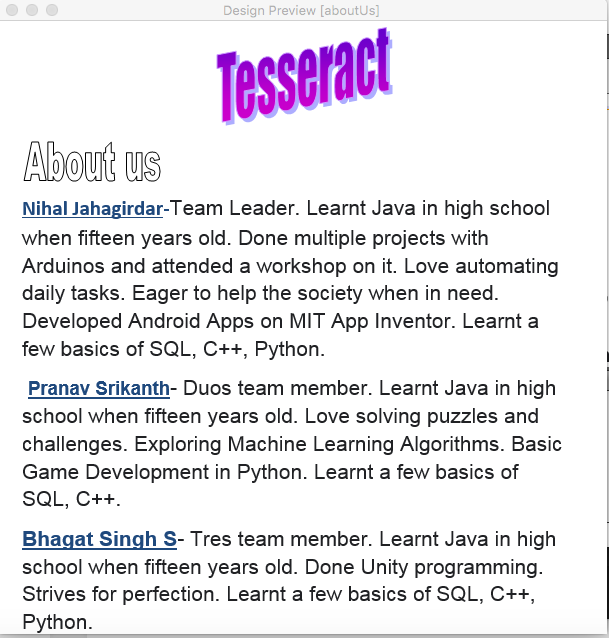 Design Preview [aboutUs]
Tesseract
About us
Nihal Jahagirdar-Team Leader. Learnt Java in high school
when fifteen years old. Done multiple projects with
Arduinos and attended a workshop on it. Love automating
daily tasks. Eager to help the society when in need.
Developed Android Apps on MIT App Inventor. Learnt a
few basics of SQL, C++, Python.
Pranav Srikanth- Duos team member. Learnt Java in high
school when fifteen years old. Love solving puzzles and
challenges. Exploring Machine Learning Algorithms. Basic
Game Development in Python. Learnt a few basics of
SQL, C++.
Bhagat Singh S- Tres team member. Learnt Java in high
school when fifteen years old. Done Unity programming.
Strives for perfection. Learnt a few basics of SQL, C++,
Python.